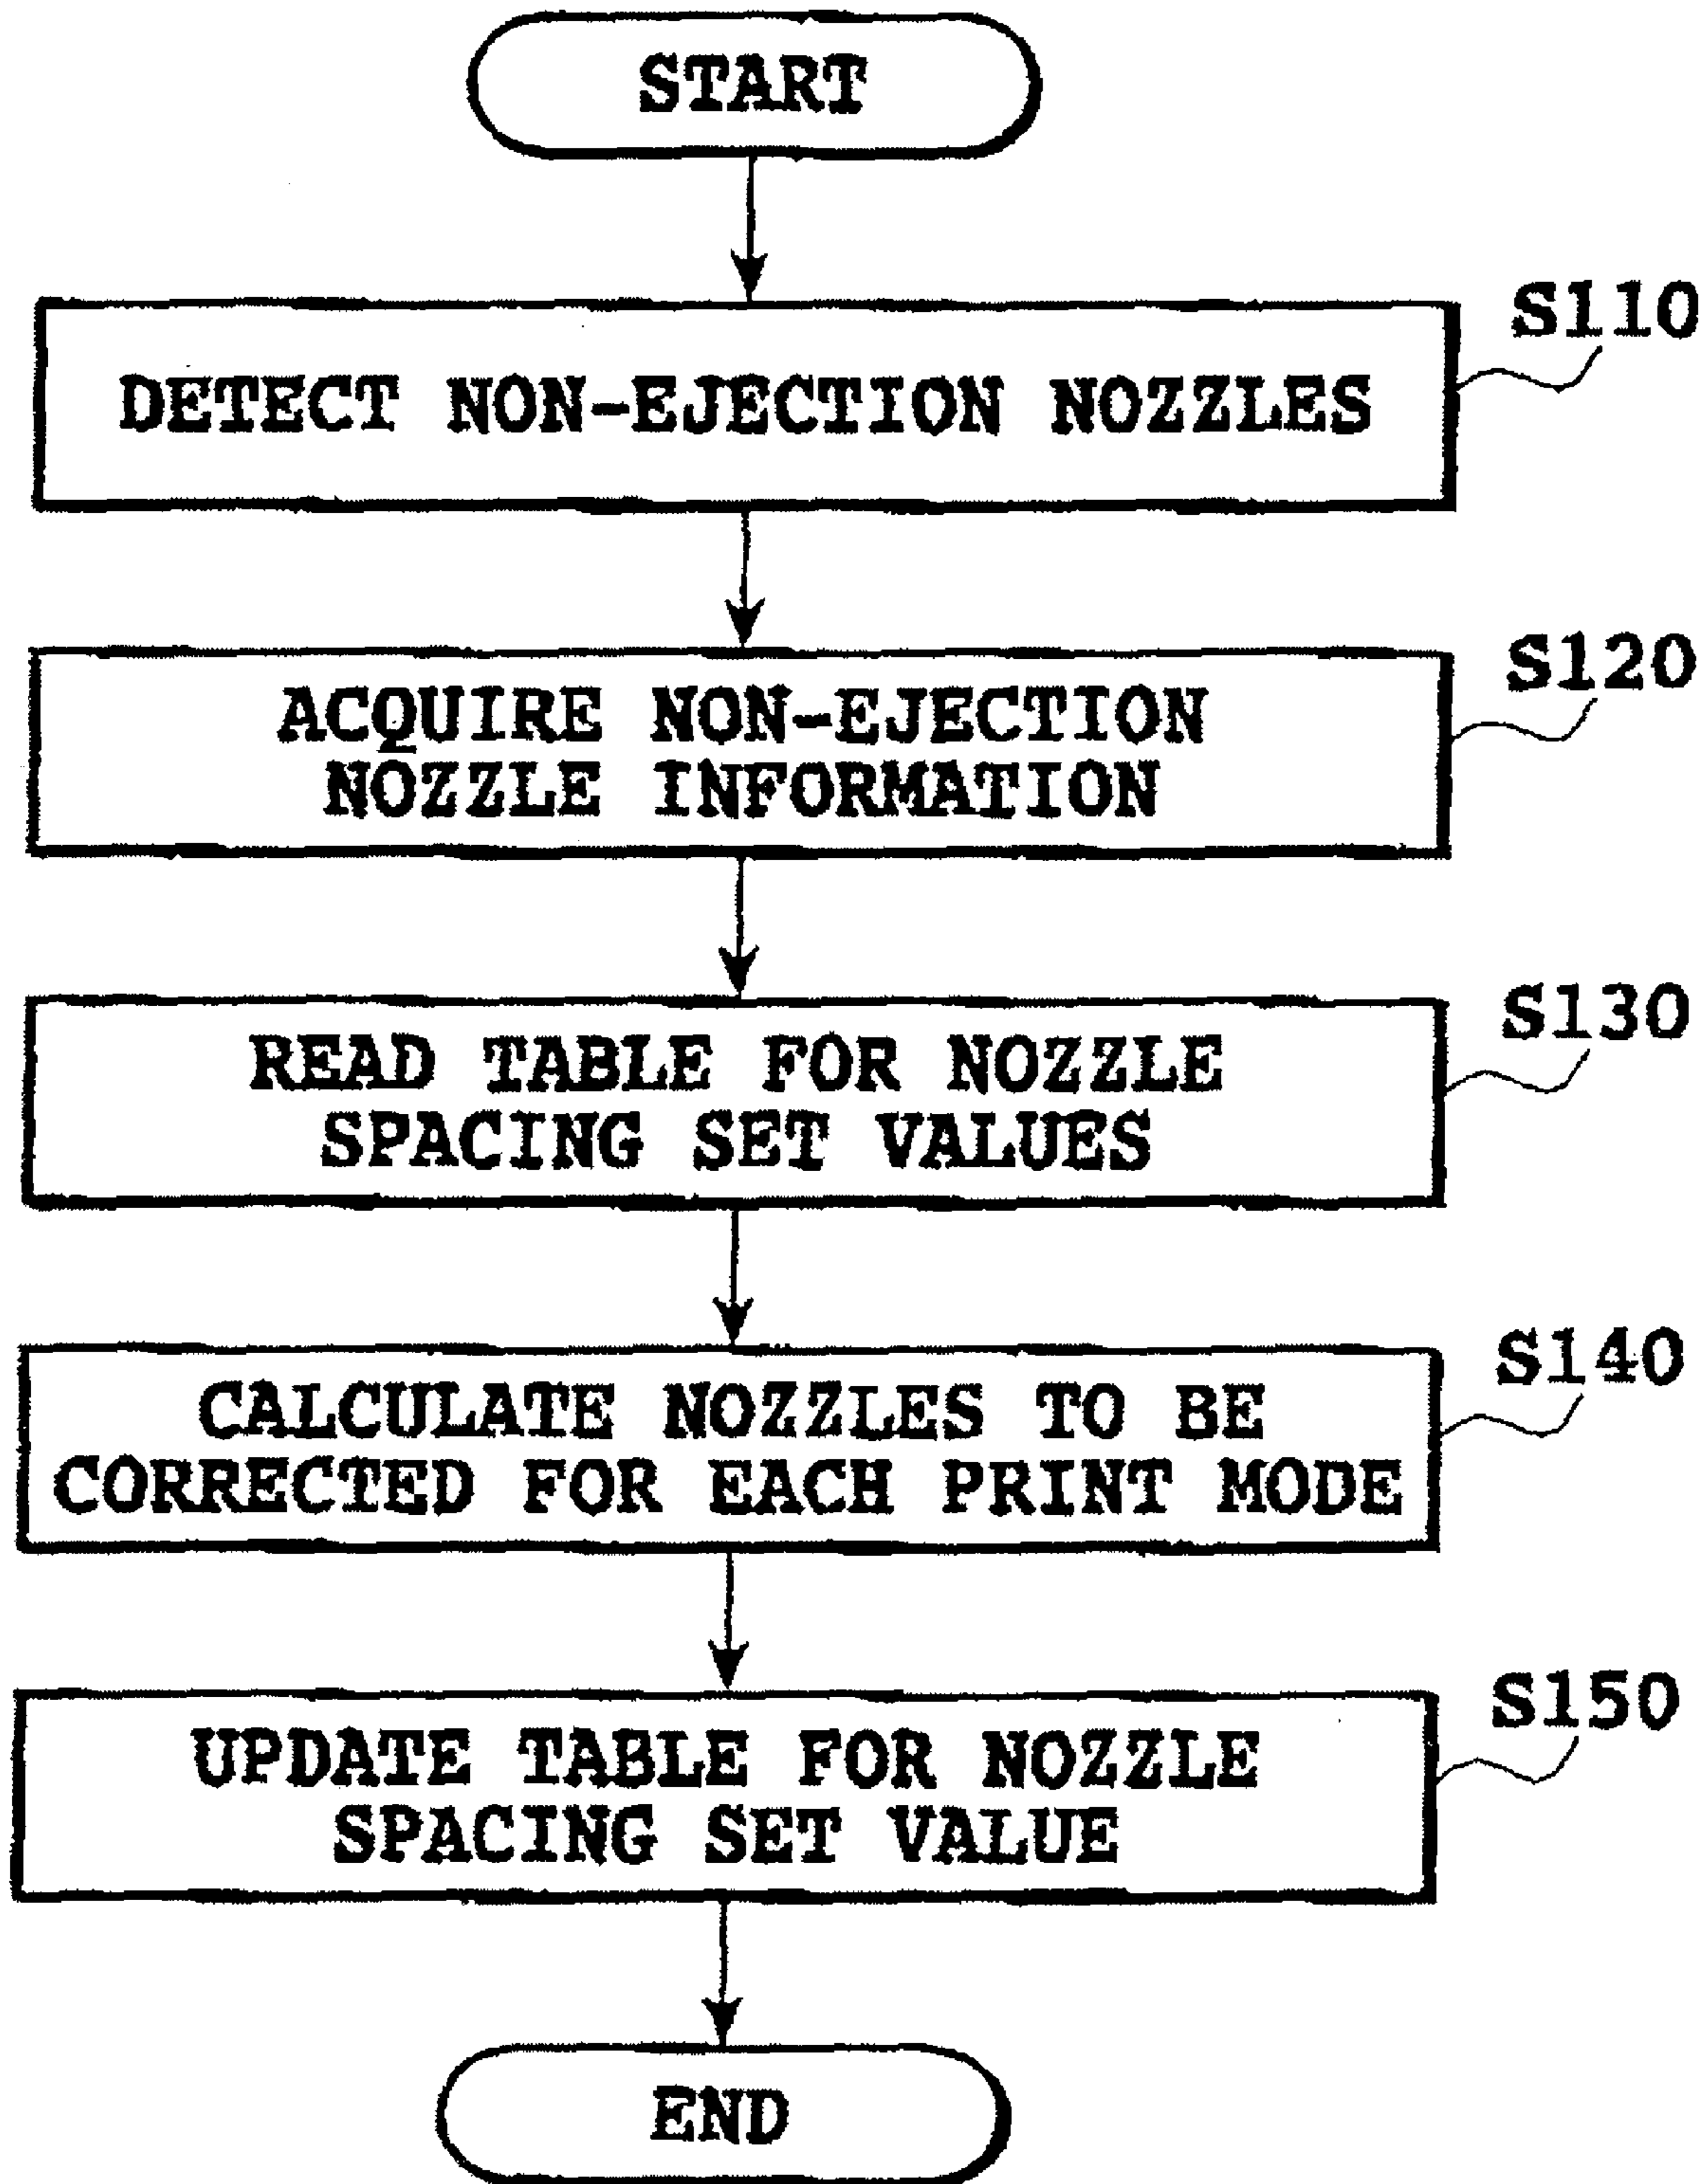 START
S110
DETECT NON-EJECTION NOZZLES
S120
ACQUIRE NON-EJECTION
NOZZLE INFORMATION
S130
READ TABLE FOR NOZZLE
SPACING SET VALUES
S140
CALCULATE NOZZLES TO BE
CORRECTED FOR EACH PRINT MODE
S150
UPDATE TABLE FOR NOZZLE
SPACING SET VALUE
END